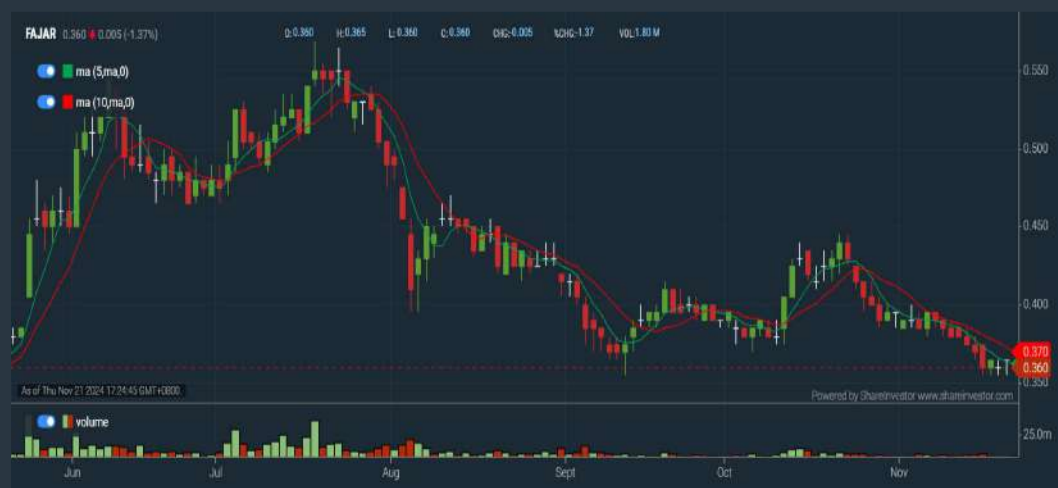 FAJAR 0.360 0.005 (-1.37%) O:0.360 H:0.365 L:0.360 C:0.360 CHG:-0.005 %CHG:-1.37 VOL:1.80 M
ma (5,ma,0)
ma (10,ma,0)
0.550
0.500
0.450
0.400
0.370
0.360
0.350
As of Thu Nov 21 2024 17:24:45 GMT+0800
Powered by ShareInvestor www.shareinvestor.com
volume
25.0m
Jun Jul Aug Sept Oct Nov